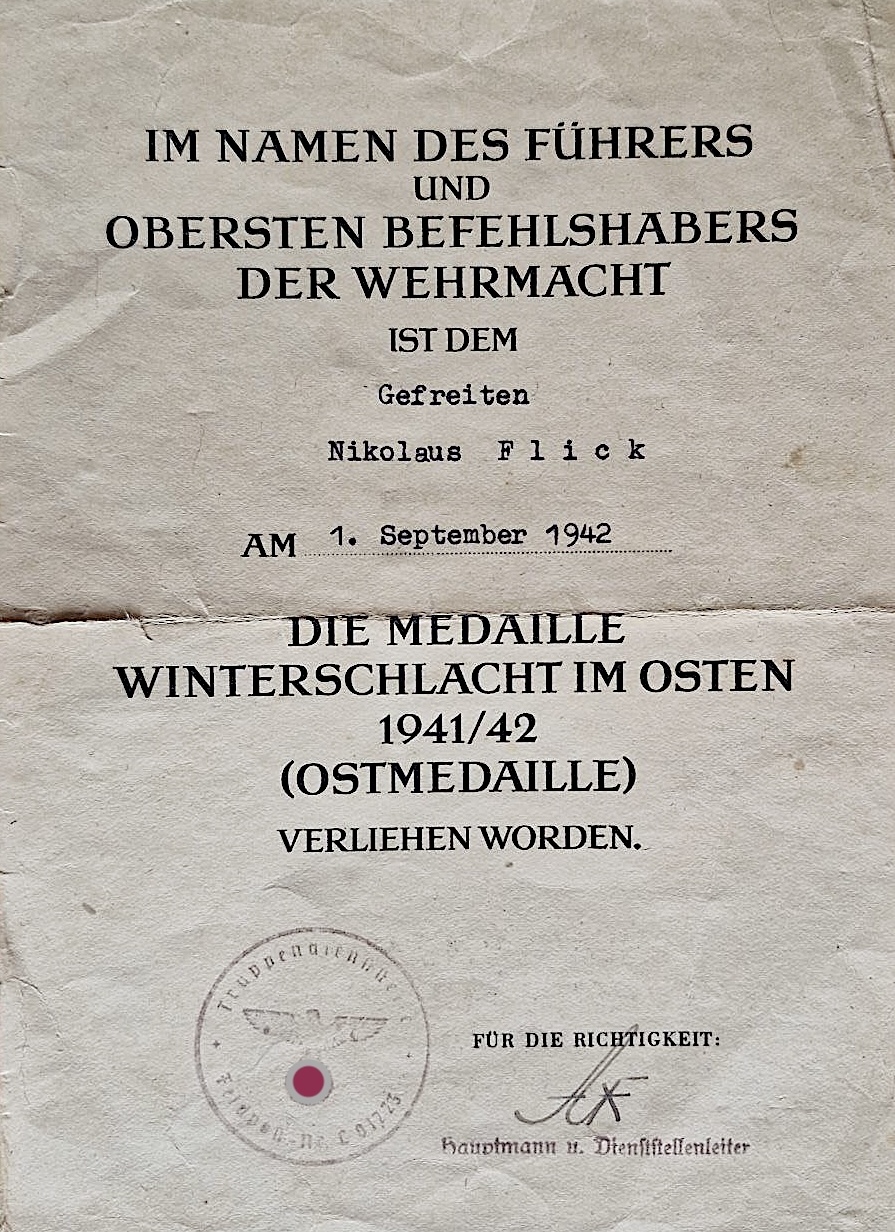 IM NAMEN DES FÜHRERS
UND
OBERSTEN BEFEHLSHABERS
DER WEHRMACHT
IST DEM
Gefreiten
Nikolaus F l i c k
AM 1. September 1942
DIE MEDAILLE
WINTERSCHLACHT IM OSTEN
1941/42
(OSTMEDAILLE)
VERLIEHEN WORDEN.
FÜR DIE RICHTIGKEIT:
Hauptmann u. Dienststellenleiter